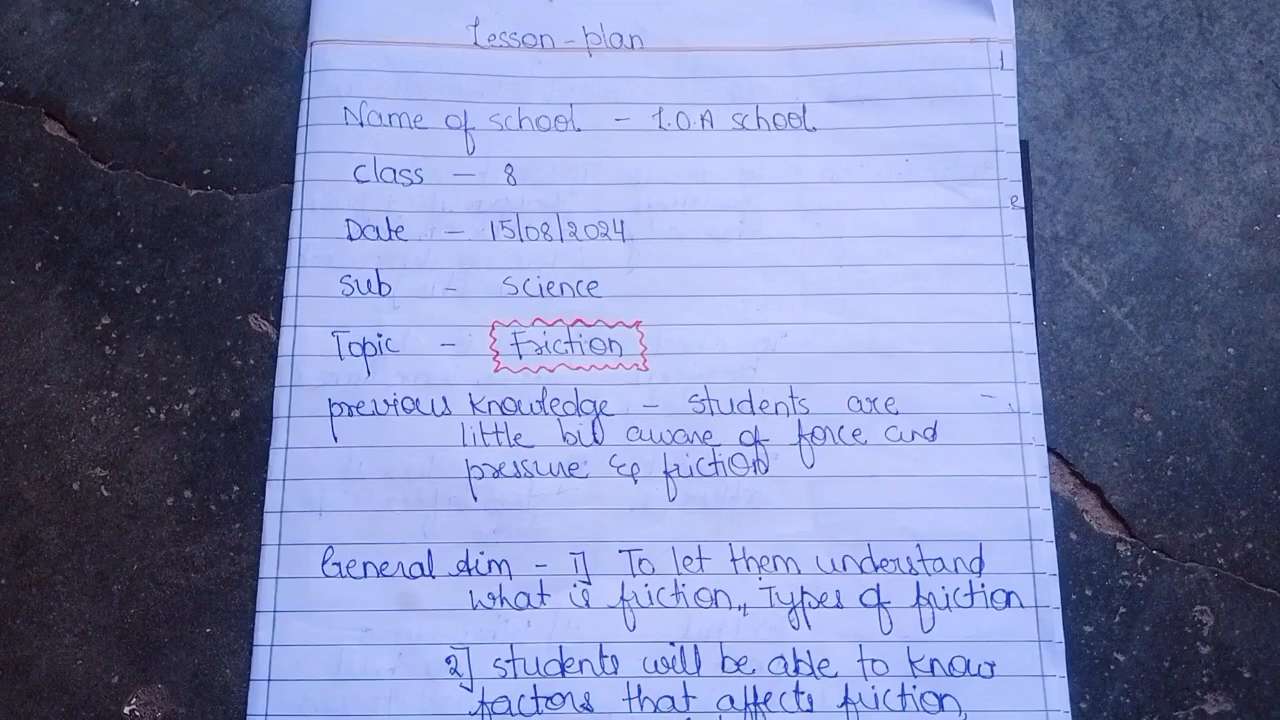 Lesson-plan
Name of school - I.O.A school
Class - 8
Date - 15/08/2024
Sub - Science
Topic - Friction
previous knowledge - students are
little bit aware of force and
pressure & friction
General Aim - 1] To let them understand
what is friction,, Types of friction
2] students will be able to know
factors that affects friction,